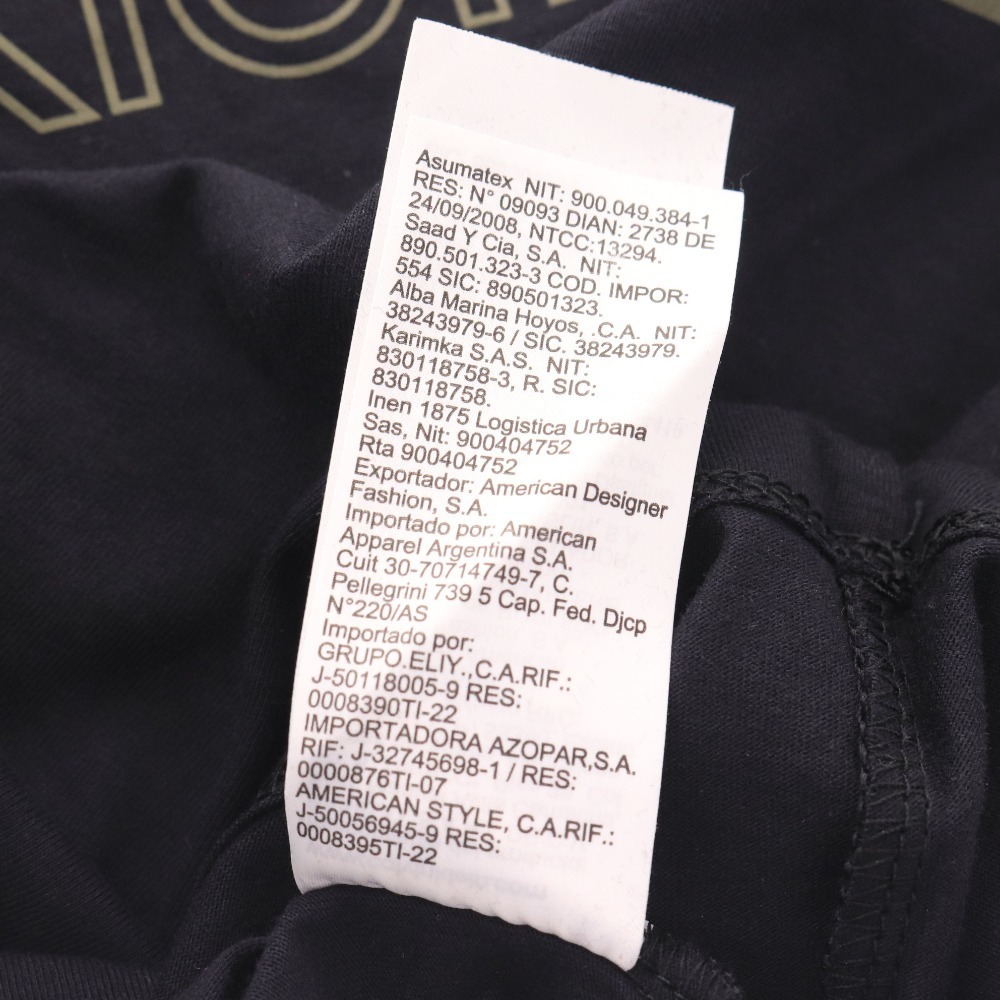 Asumatex NIT: 900.049.384-1
RES: N° 09093 DIAN: 2738 DE
24/09/2008, NTCC:13294.
Saad Y Cia, S.A. NIT:
890.501.323-3 COD. IMPOR:
554 SIC: 890501323.
Alba Marina Hoyos, .C.A. NIT:
38243979-6 / SIC. 38243979.
Karimka S.A.S. NIT:
830118758-3, R. SIC:
830118758.
Inen 1875 Logistica Urbana
Sas, Nit: 900404752
Rta 900404752
Exportador: American Designer
Fashion, S.A.
Importado por: American
Apparel Argentina S.A.
Cuit 30-70714749-7, C.
Pellegrini 739 5 Cap. Fed. Djcp
N°220/AS
Importado por:
GRUPO.ELIY.,C.A.RIF.:
J-50118005-9 RES:
0008390TI-22
IMPORTADORA AZOPAR,S.A.
RIF: J-32745698-1 / RES:
0000876TI-07
AMERICAN STYLE, C.A.RIF.:
J-50056945-9 RES:
0008395TI-22